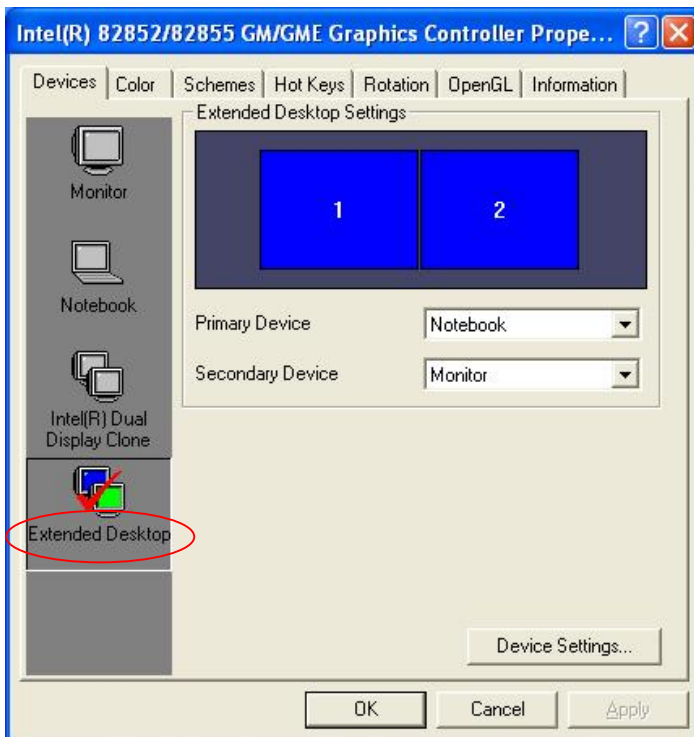 Intel(R) 82852/82855 GM/GME Graphics Controller Prope...
Devices
Color
Schemes
Hot Keys
Rotation
OpenGL
Information
Monitor
Notebook
Intel(R) Dual
Display Clone
Extended Desktop
Extended Desktop Settings
1
2
Primary Device
Notebook
Secondary Device
Monitor
Device Settings...
OK
Cancel
Apply